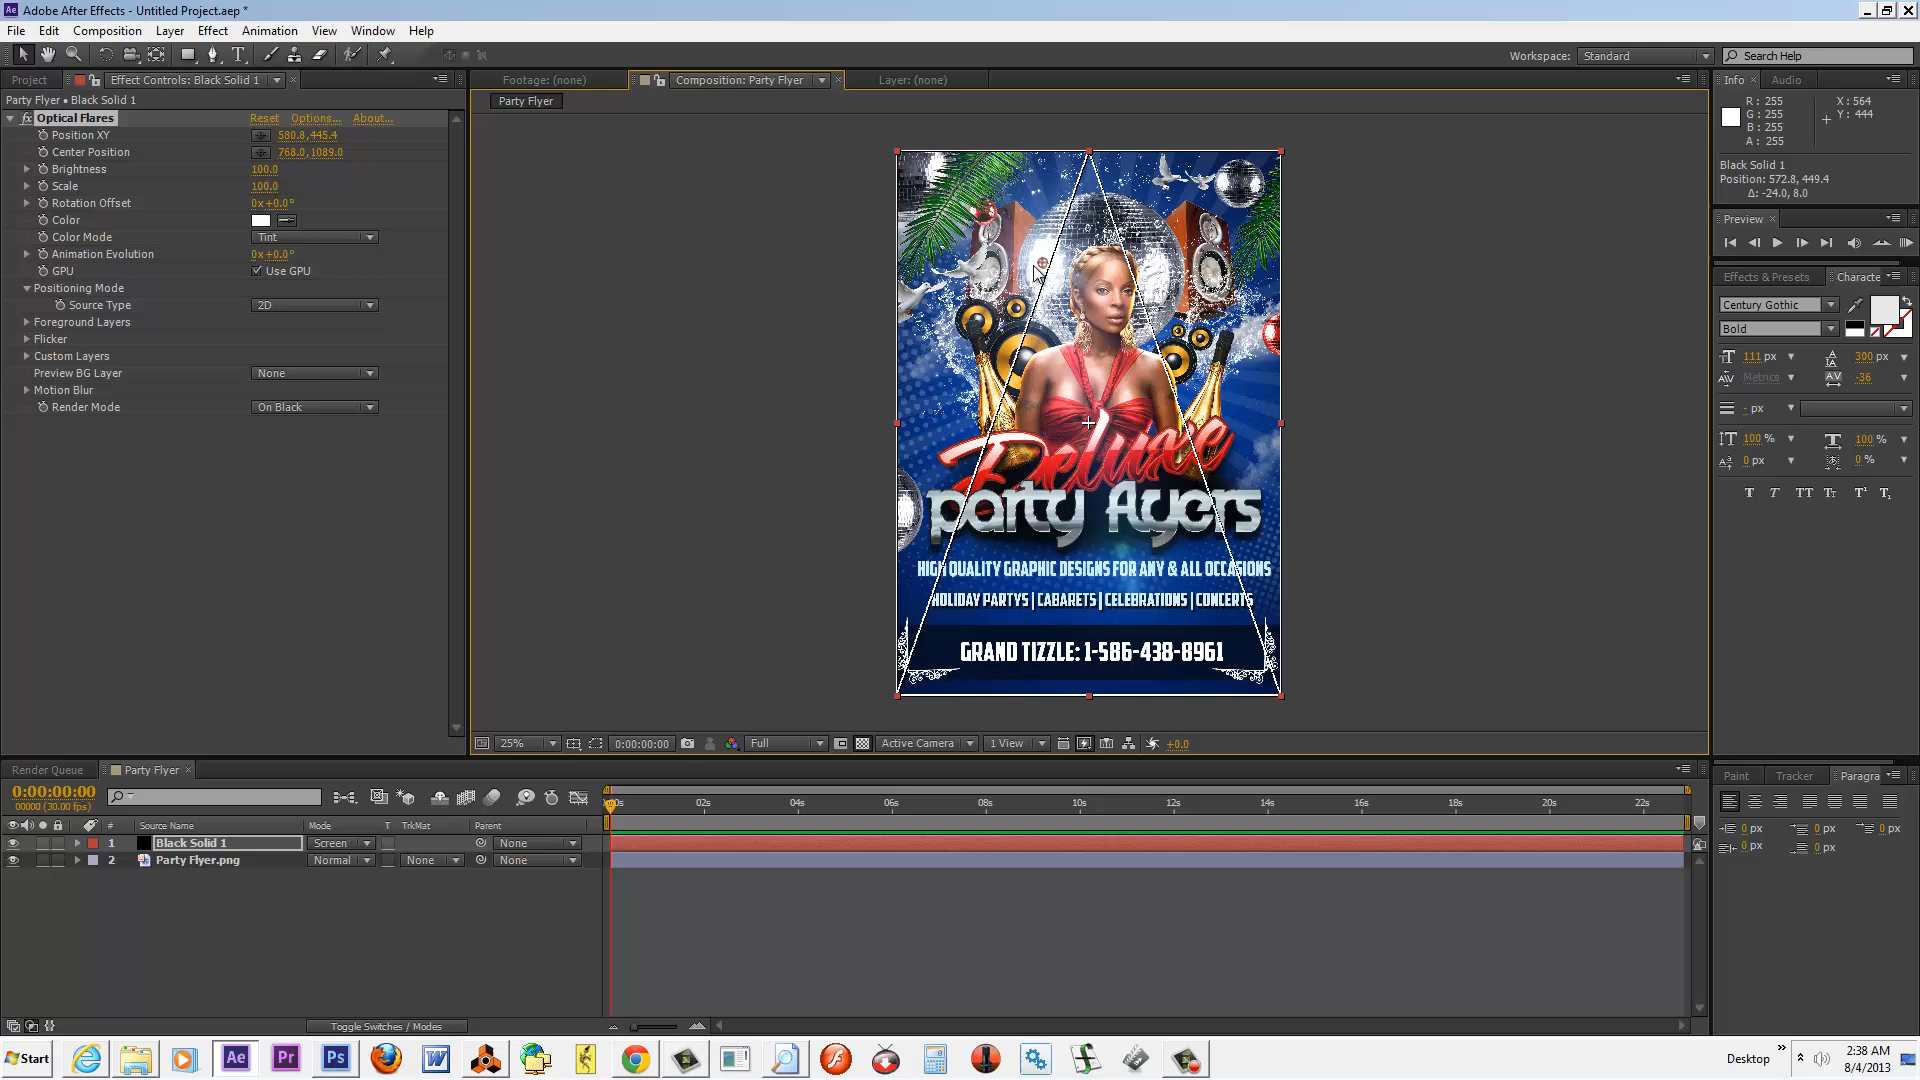 Adobe After Effects - Untitled Project.aep *
File Edit Composition Layer Effect Animation View Window Help
Workspace: Standard Search Help
Project Effect Controls: Black Solid 1
Footage: (none) Composition: Party Flyer Layer: (none)
Info Audio
Party Flyer • Black Solid 1
Party Flyer
R : 255
G : 255
B : 255
A : 255
X : 564
Y : 444
Black Solid 1
Position: 572.8, 449.4
Δ: -24.0, 8.0
fx Optical Flares Reset Options... About...
Position XY 580.8,445.4
Center Position 768.0,1089.0
Brightness 100.0
Scale 100.0
Rotation Offset 0x+0.0°
Color
Color Mode Tint
Animation Evolution 0x+0.0°
GPU Use GPU
Positioning Mode
Source Type 2D
Foreground Layers
Flicker
Custom Layers
Preview BG Layer None
Motion Blur
Render Mode On Black
Deluxe
party flyers
HIGH QUALITY GRAPHIC DESIGNS FOR ANY & ALL OCCASIONS
HOLIDAY PARTYS | CABARETS | CELEBRATIONS | CONCERTS
GRAND TIZZLE: 1-586-438-8961
Preview
Effects & Presets Characte
Century Gothic
Bold
111 px 300 px
Metrics -36
- px
100 % 100 %
0 px 0 %
T T TT Tт T¹ T₁
25% 0:00:00:00 Full Active Camera 1 View +0.0
Render Queue Party Flyer
0:00:00:00
00000 (30.00 fps)
02s 04s 06s 08s 10s 12s 14s 16s 18s 20s 22s
# Source Name Mode T TrkMat Parent
1 Black Solid 1 Screen None
2 Party Flyer.png Normal None None
Toggle Switches / Modes
Paint Tracker Paragra
0 px 0 px 0 px
0 px 0 px
Start Ae Pr Ps W Desktop
2:38 AM
8/4/2013